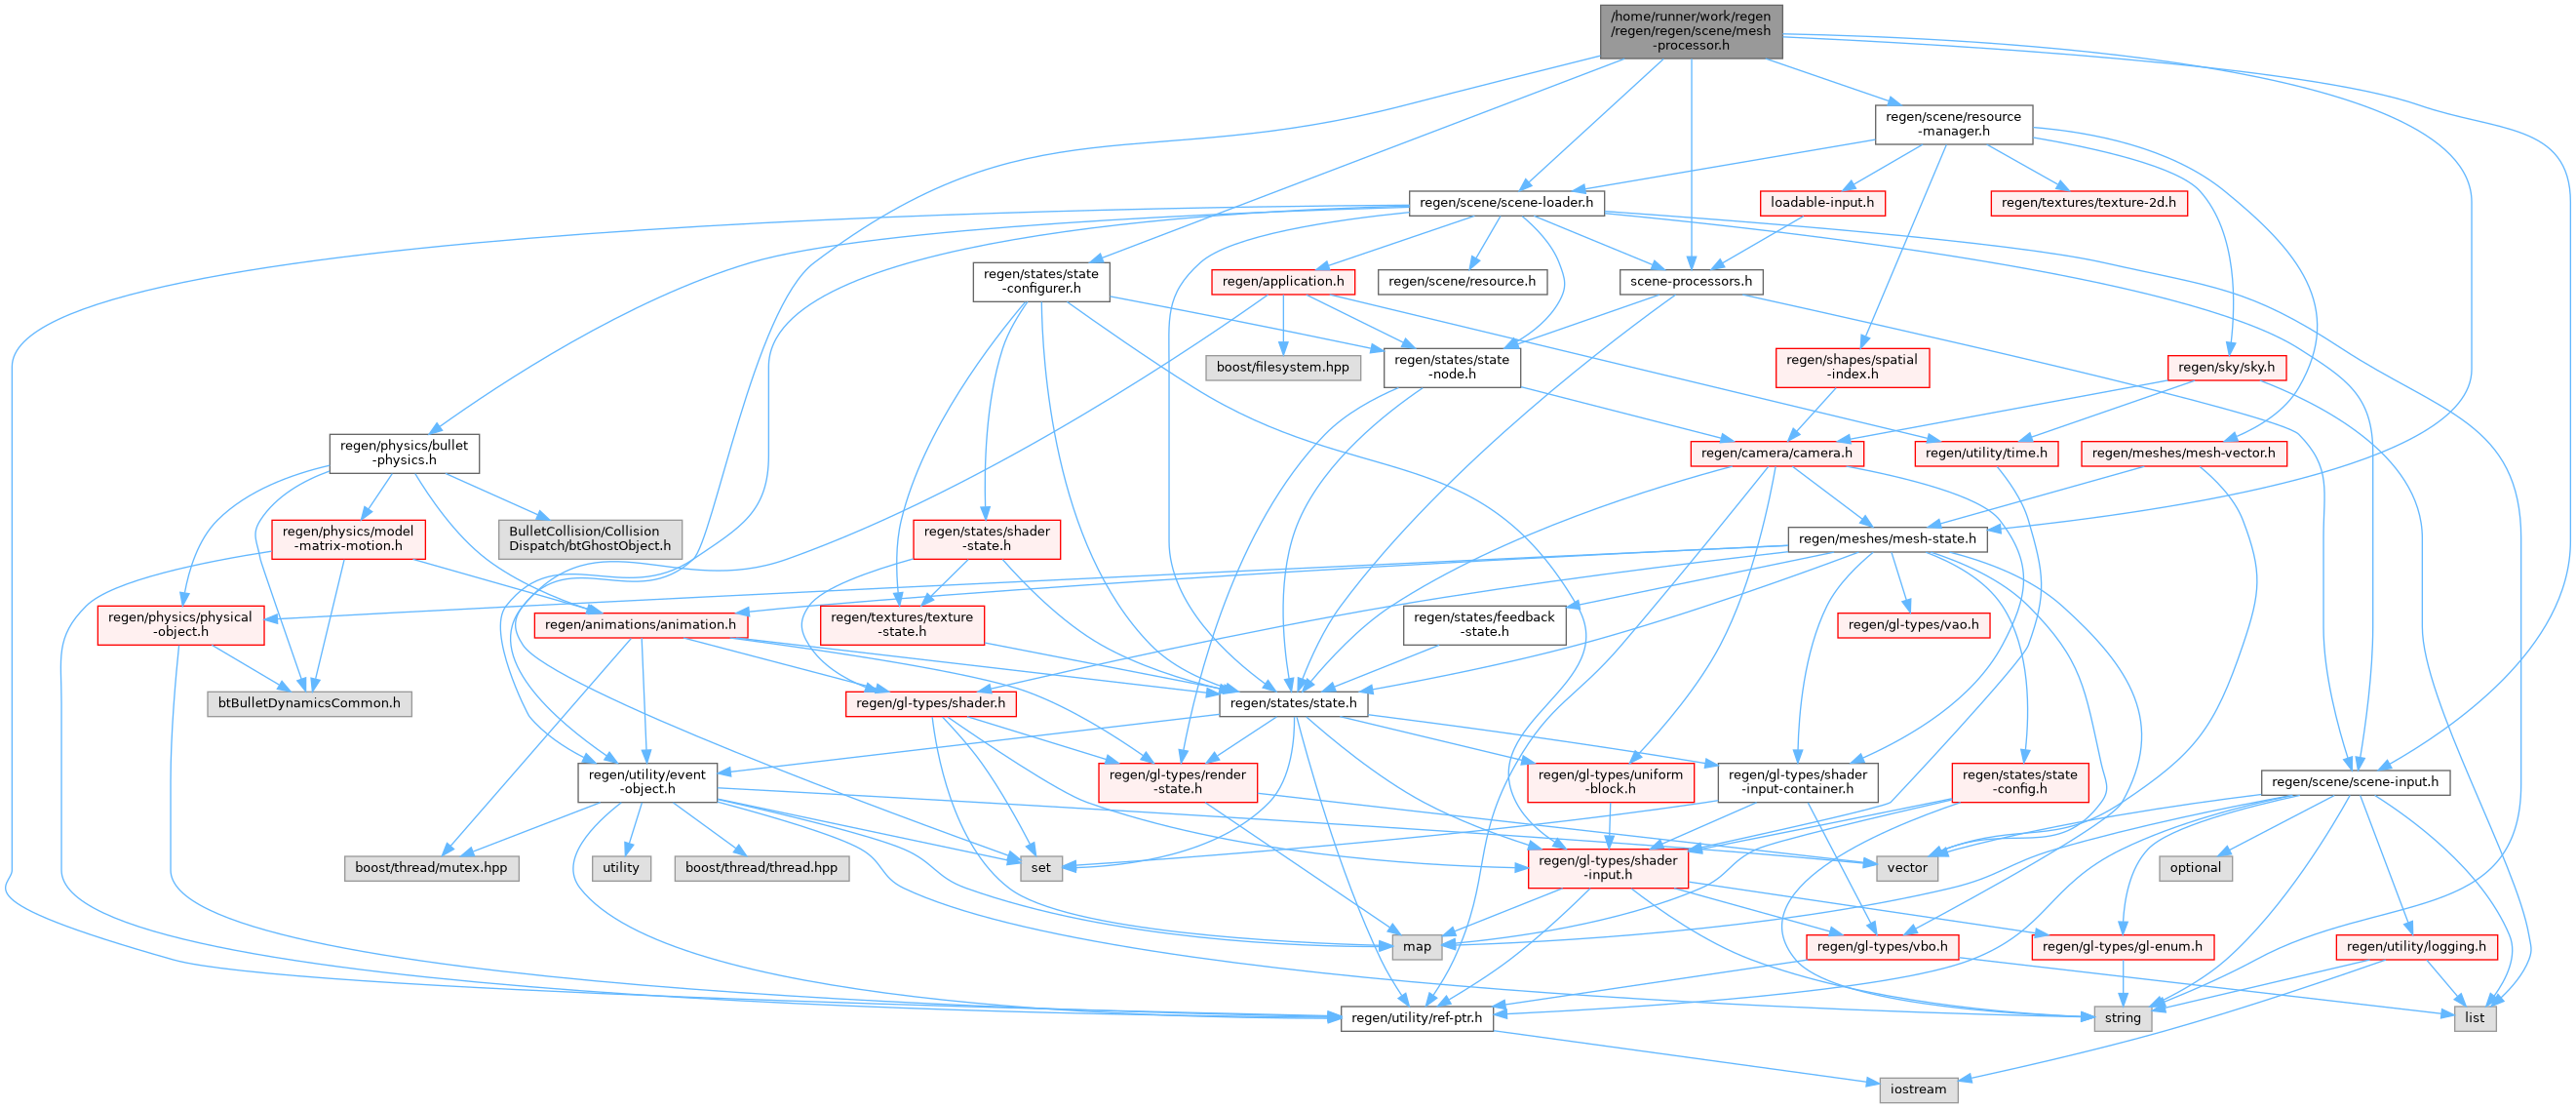 /home/runner/work/regen
/regen/regen/scene/mesh
-processor.h
regen/scene/resource
-manager.h
regen/scene/scene-loader.h
loadable-input.h
regen/textures/texture-2d.h
regen/states/state
-configurer.h
regen/application.h
regen/scene/resource.h
scene-processors.h
boost/filesystem.hpp
regen/states/state
-node.h
regen/shapes/spatial
-index.h
regen/sky/sky.h
regen/physics/bullet
-physics.h
regen/camera/camera.h
regen/utility/time.h
regen/meshes/mesh-vector.h
regen/physics/model
-matrix-motion.h
BulletCollision/Collision
Dispatch/btGhostObject.h
regen/states/shader
-state.h
regen/meshes/mesh-state.h
regen/physics/physical
-object.h
regen/animations/animation.h
regen/textures/texture
-state.h
regen/states/feedback
-state.h
regen/gl-types/vao.h
btBulletDynamicsCommon.h
regen/gl-types/shader.h
regen/states/state.h
regen/utility/event
-object.h
regen/gl-types/render
-state.h
regen/gl-types/uniform
-block.h
regen/gl-types/shader
-input-container.h
regen/states/state
-config.h
regen/scene/scene-input.h
boost/thread/mutex.hpp
utility
boost/thread/thread.hpp
set
regen/gl-types/shader
-input.h
vector
optional
map
regen/gl-types/vbo.h
regen/gl-types/gl-enum.h
regen/utility/logging.h
regen/utility/ref-ptr.h
string
list
iostream